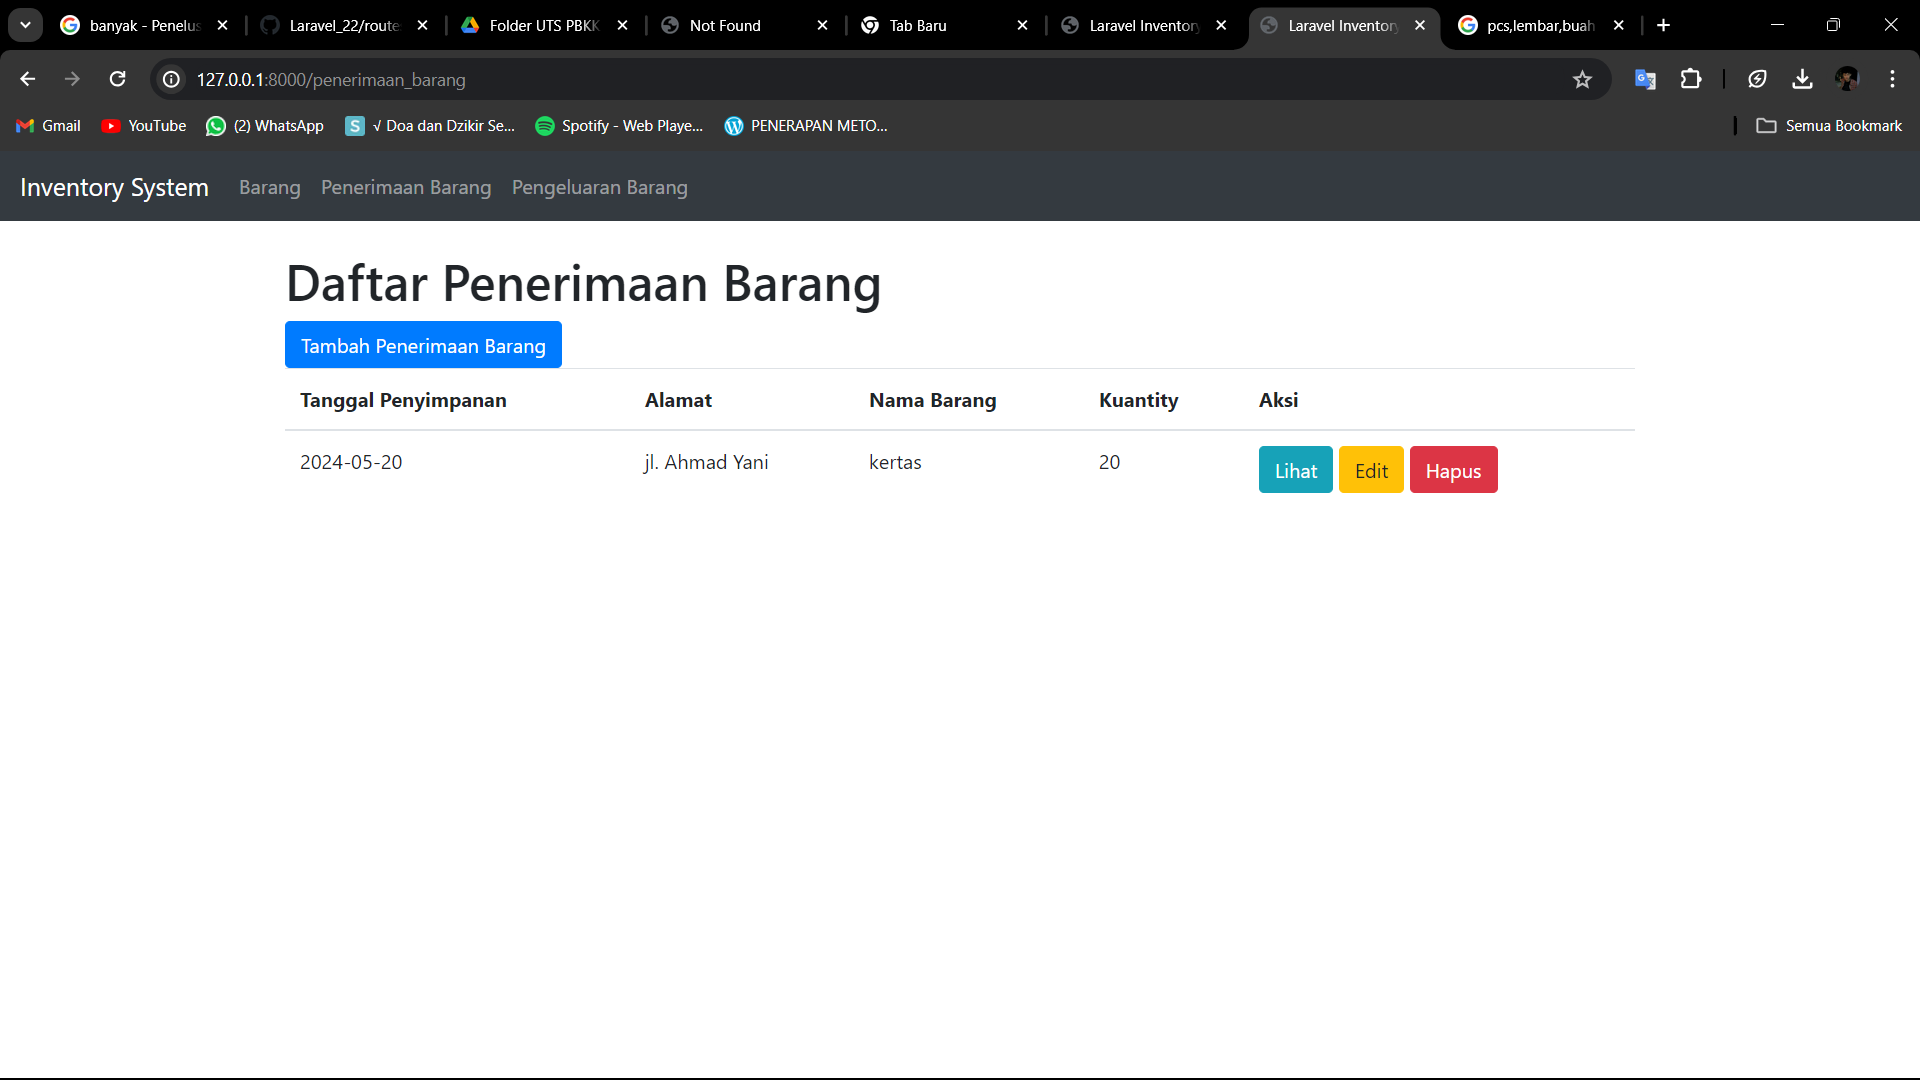 banyak - Penelus
Laravel_22/route
Folder UTS PBKK
Not Found
Tab Baru
Laravel Inventory
Laravel Inventory
pcs,lembar,buah
127.0.0.1:8000/penerimaan_barang
Gmail
YouTube
(2) WhatsApp
S √ Doa dan Dzikir Se...
Spotify - Web Playe...
PENERAPAN METO...
Semua Bookmark
Inventory System Barang Penerimaan Barang Pengeluaran Barang
Daftar Penerimaan Barang
Tambah Penerimaan Barang
Tanggal Penyimpanan Alamat Nama Barang Kuantity Aksi
2024-05-20 jl. Ahmad Yani kertas 20 Lihat Edit Hapus